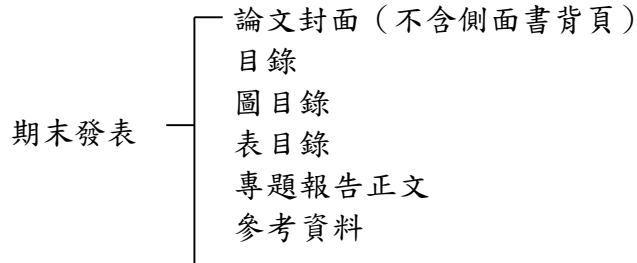 論文封面（不含側面書背頁）
目錄
圖目錄
期末發表
表目錄
專題報告正文
參考資料